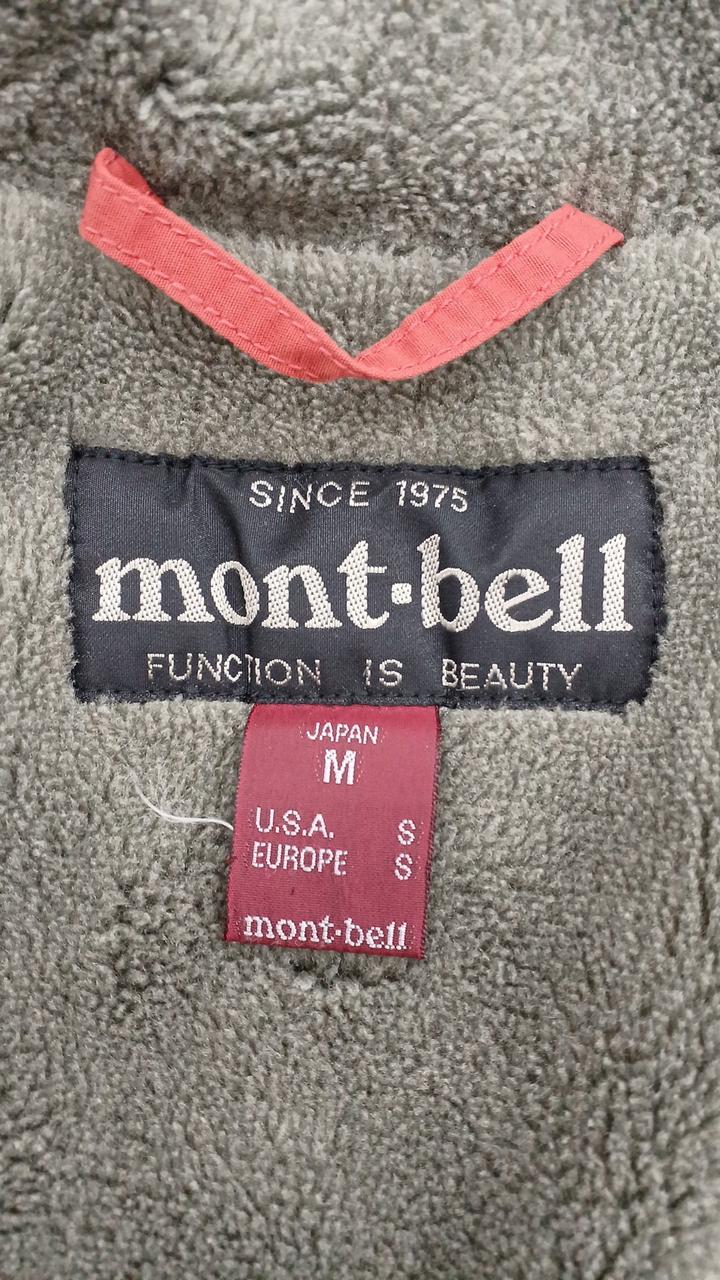 SINCE 1975
mont·bell
FUNCTION IS BEAUTY
JAPAN
M
U.S.A. S
EUROPE S
mont·bell